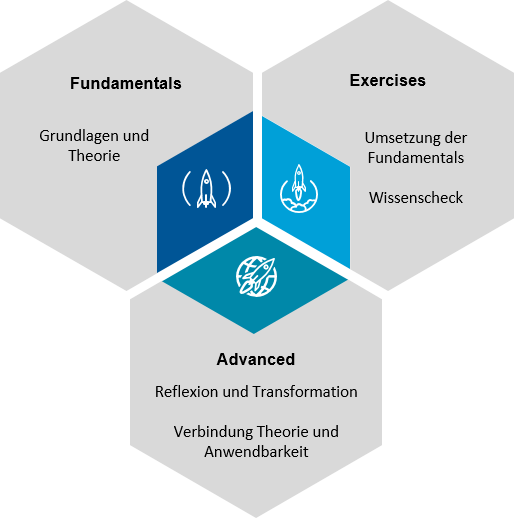 Fundamentals
Grundlagen und
Theorie
Exercises
Umsetzung der
Fundamentals
Wissenscheck
Advanced
Reflexion und Transformation
Verbindung Theorie und
Anwendbarkeit